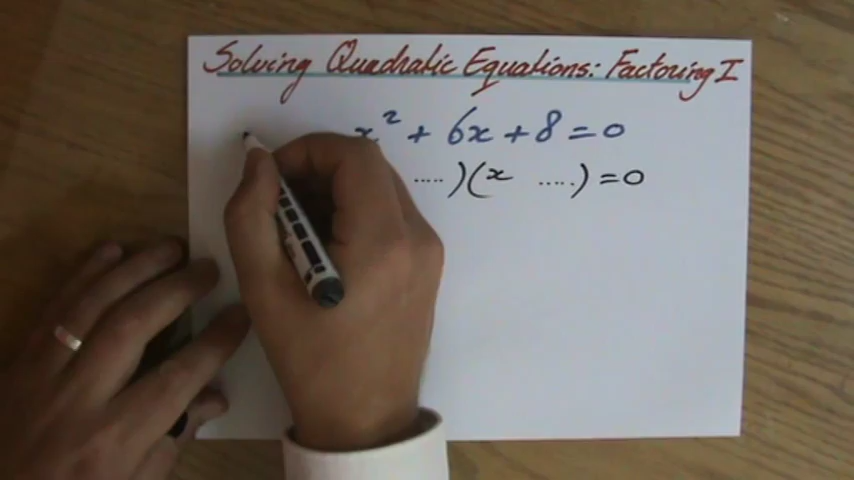 Solving Quadratic Equations: Factoring I
x² + 6x + 8 = 0
.....)(x .....) = 0